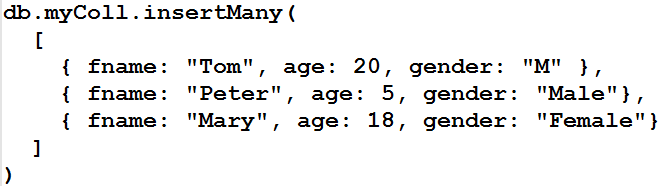 db.myColl.insertMany(
  [
    { fname: "Tom", age: 20, gender: "M" },
    { fname: "Peter", age: 5, gender: "Male"},
    { fname: "Mary", age: 18, gender: "Female"}
  ]
)